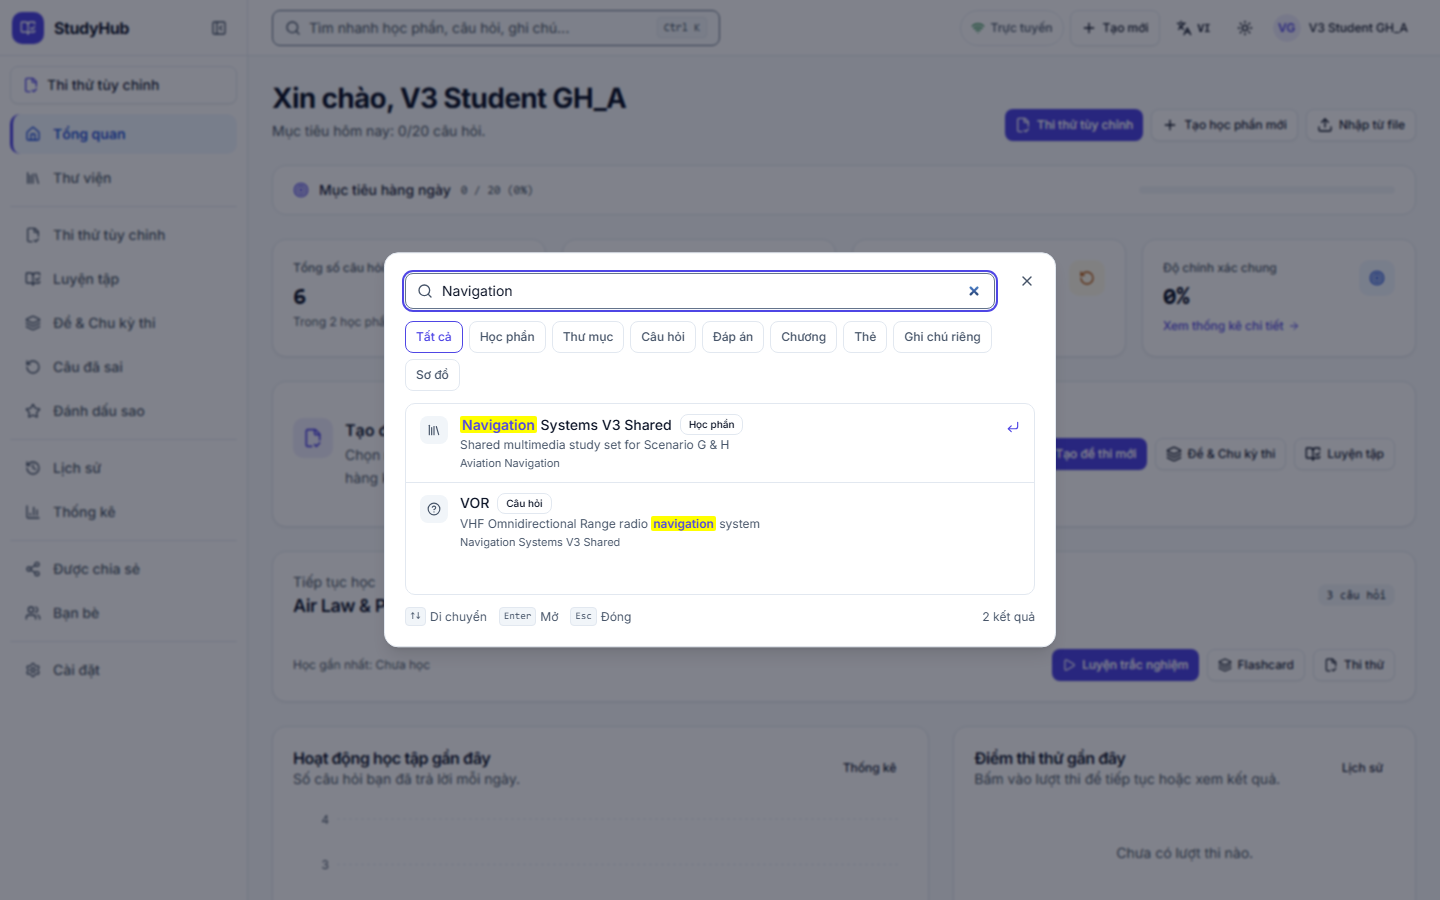 StudyHub
Tìm nhanh học phần, câu hỏi, ghi chú...
Ctrl K
Trực tuyến
Tạo mới
VI
VG
V3 Student GH_A
Thi thử tùy chỉnh
Tổng quan
Thư viện
Thi thử tùy chỉnh
Luyện tập
Đề & Chu kỳ thi
Câu đã sai
Đánh dấu sao
Lịch sử
Thống kê
Được chia sẻ
Bạn bè
Cài đặt
Xin chào, V3 Student GH_A
Mục tiêu hôm nay: 0/20 câu hỏi.
Thi thử tùy chỉnh
Tạo học phần mới
Nhập từ file
Mục tiêu hàng ngày 0 / 20 (0%)
Tổng số câu hỏi
6
Trong 2 học phần
Độ chính xác chung
0%
Xem thống kê chi tiết →
Navigation
Tất cả
Học phần
Thư mục
Câu hỏi
Đáp án
Chương
Thẻ
Ghi chú riêng
Sơ đồ
Navigation Systems V3 Shared Học phần
Shared multimedia study set for Scenario G & H
Aviation Navigation
VOR Câu hỏi
VHF Omnidirectional Range radio navigation system
Navigation Systems V3 Shared
↑↓ Di chuyển Enter Mở Esc Đóng
2 kết quả
Chọn
Tạo đề thi mới
Đề & Chu kỳ thi
Luyện tập
Tiếp tục học
Air Law & P
3 câu hỏi
Học gần nhất: Chưa học
Luyện trắc nghiệm
Flashcard
Thi thử
Hoạt động học tập gần đây
Số câu hỏi bạn đã trả lời mỗi ngày.
Thống kê
4
3
Điểm thi thử gần đây
Bấm vào lượt thi để tiếp tục hoặc xem kết quả.
Lịch sử
Chưa có lượt thi nào.